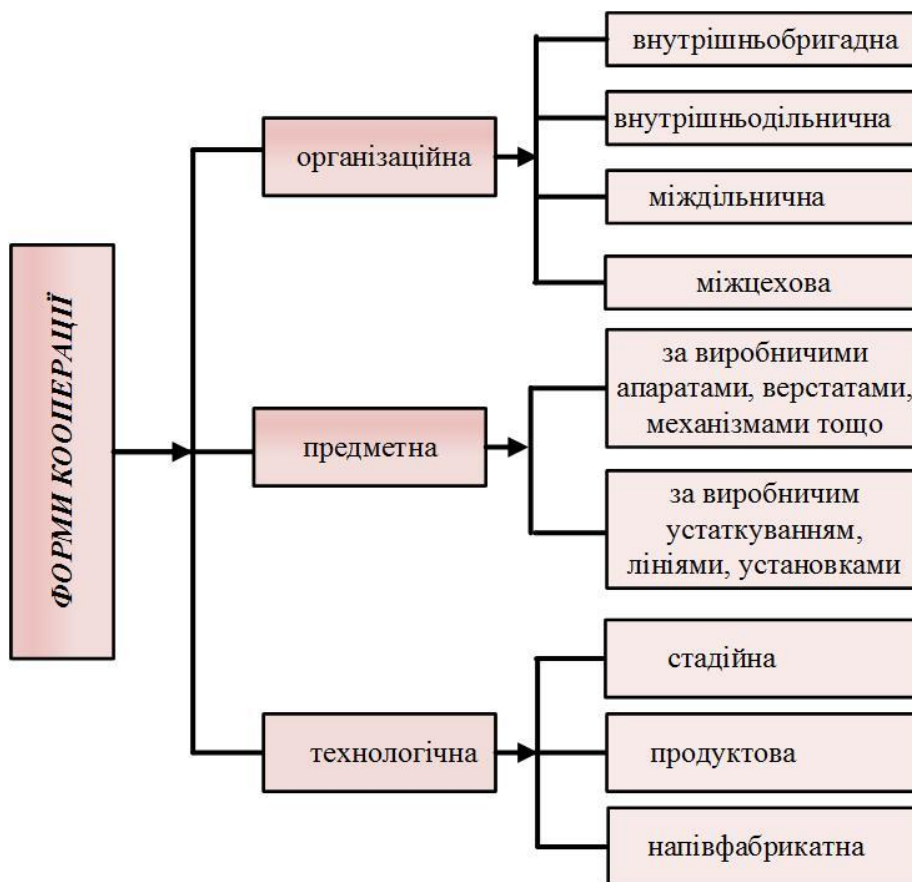 ФОРМИ КООПЕРАЦІЇ
організаційна
внутрішньобригадна
внутрішньодільнична
міждільнична
міжцехова
предметна
за виробничими
апаратами, верстатами,
механізмами тощо
за виробничим
устаткуванням,
лініями, установками
технологічна
стадійна
продуктова
напівфабрикатна